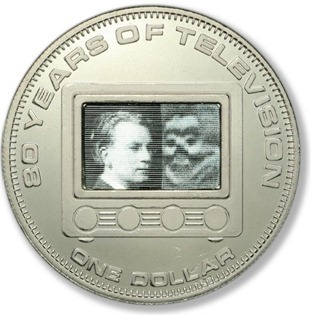 80 YEARS OF TELEVISION
ONE DOLLAR